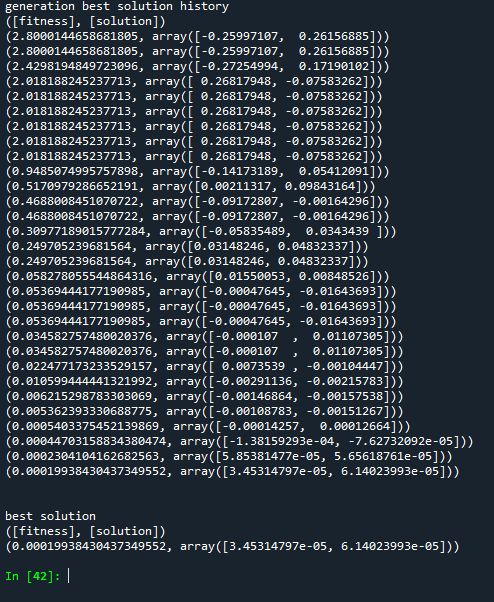 generation best solution history
([fitness], [solution])
(2.8000144658681805, array([-0.25997107,  0.26156885]))
(2.8000144658681805, array([-0.25997107,  0.26156885]))
(2.4298194849723096, array([-0.27254994,  0.17190102]))
(2.018188245237713, array([ 0.26817948, -0.07583262]))
(2.018188245237713, array([ 0.26817948, -0.07583262]))
(2.018188245237713, array([ 0.26817948, -0.07583262]))
(2.018188245237713, array([ 0.26817948, -0.07583262]))
(2.018188245237713, array([ 0.26817948, -0.07583262]))
(2.018188245237713, array([ 0.26817948, -0.07583262]))
(0.9485074995757898, array([-0.14173189,  0.05412091]))
(0.5170979286652191, array([0.00211317, 0.09843164]))
(0.4688008451070722, array([-0.09172807, -0.00164296]))
(0.4688008451070722, array([-0.09172807, -0.00164296]))
(0.30977189015777284, array([-0.05835489,  0.0343439 ]))
(0.249705239681564, array([0.03148246, 0.04832337]))
(0.249705239681564, array([0.03148246, 0.04832337]))
(0.058278055544864316, array([0.01550053, 0.00848526]))
(0.05369444177190985, array([-0.00047645, -0.01643693]))
(0.05369444177190985, array([-0.00047645, -0.01643693]))
(0.05369444177190985, array([-0.00047645, -0.01643693]))
(0.034582757480020376, array([-0.000107  ,  0.01107305]))
(0.034582757480020376, array([-0.000107  ,  0.01107305]))
(0.022477173233529157, array([ 0.0073539 , -0.00104447]))
(0.010599444441321992, array([-0.00291136, -0.00215783]))
(0.006215298783303069, array([-0.00146864, -0.00157538]))
(0.005362393330688775, array([-0.00108783, -0.00151267]))
(0.0005403375452139869, array([-0.00014257,  0.00012664]))
(0.00044703158834380474, array([-1.38159293e-04, -7.62732092e-05]))
(0.0002304104162682563, array([5.85381477e-05, 5.65618761e-05]))
(0.00019938430437349552, array([3.45314797e-05, 6.14023993e-05]))
best solution
([fitness], [solution])
(0.00019938430437349552, array([3.45314797e-05, 6.14023993e-05]))
In [42]: